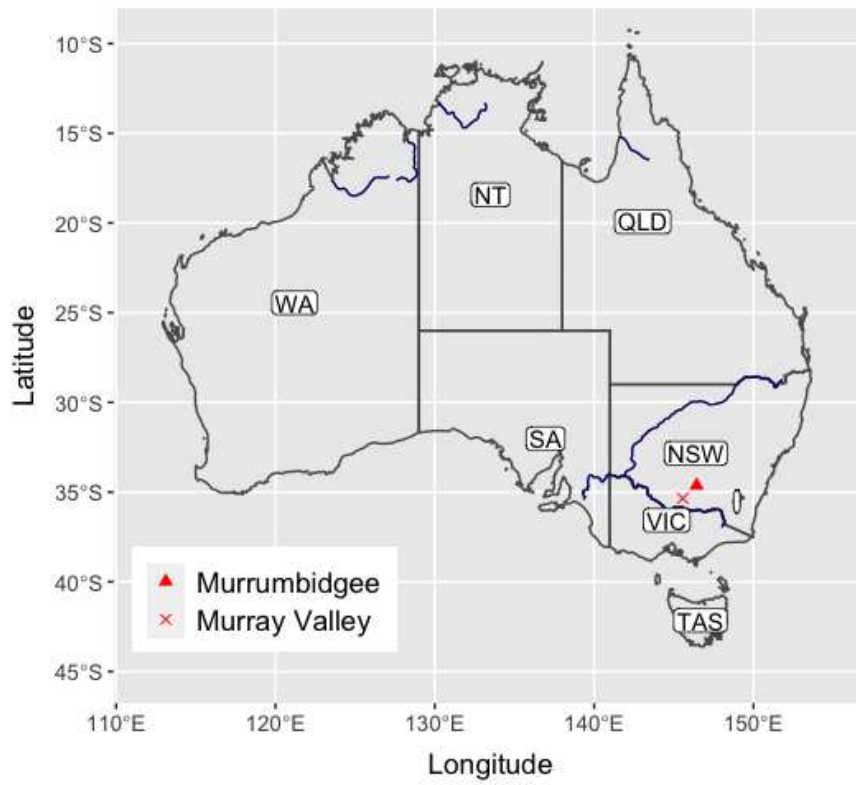 10°S
15°S
20°S
25°S
30°S
35°S
40°S
45°S
Latitude
NT
QLD
WA
SA
NSW
VIC
TAS
Murrumbidgee
Murray Valley
110°E
120°E
130°E
140°E
150°E
Longitude